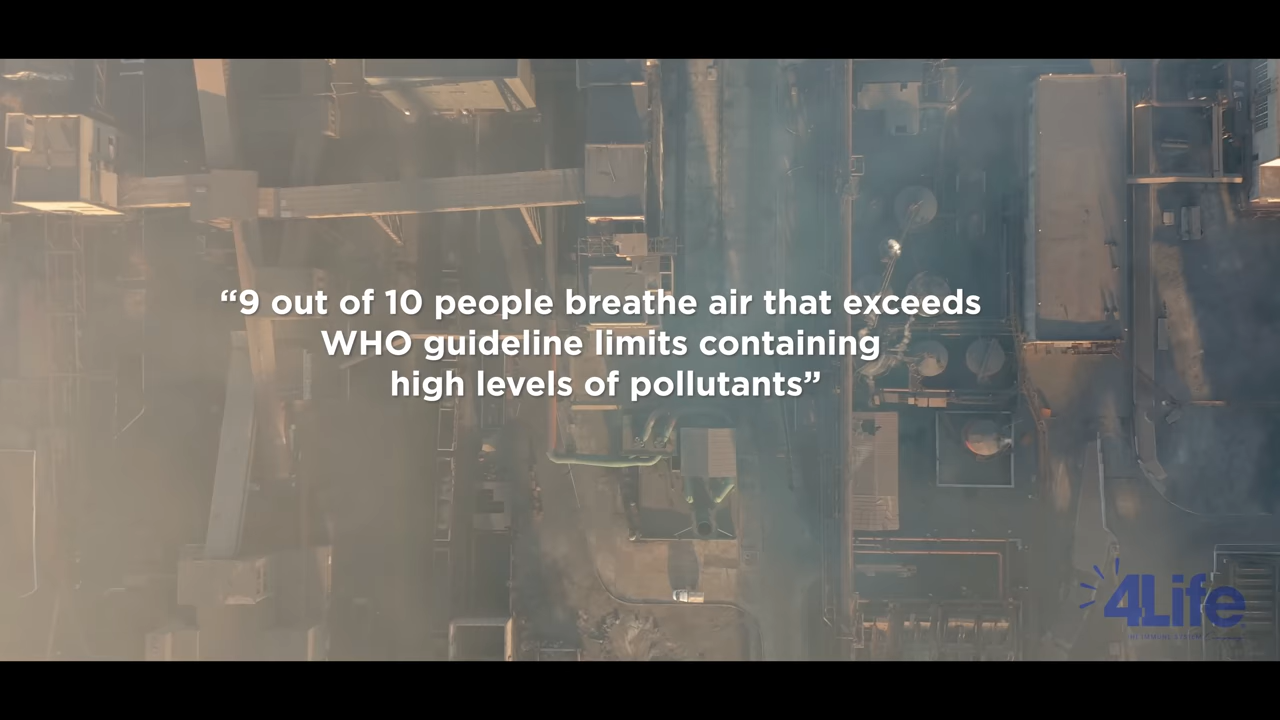 “9 out of 10 people breathe air that exceeds
WHO guideline limits containing
high levels of pollutants”
4Life